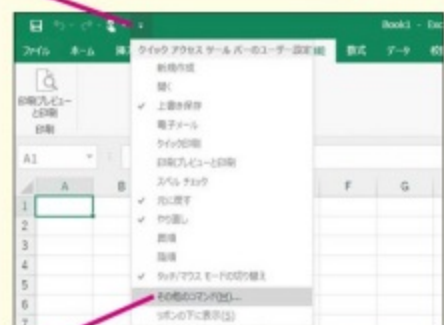 Book1 - Exc
ファイル ホーム 挿 数式 データ 校
クイック アクセス ツール バーのユーザー設定
新規作成
開く
上書き保存
電子メール
クイック印刷
印刷プレビューと印刷
スペル チェック
元に戻す
やり直し
昇順
降順
タッチ/マウス モードの切り替え
その他のコマンド(M)...
リボンの下に表示(S)
印刷プレビュー
と印刷
印刷
A1
A B F G
1
2
3
4
5
6
7